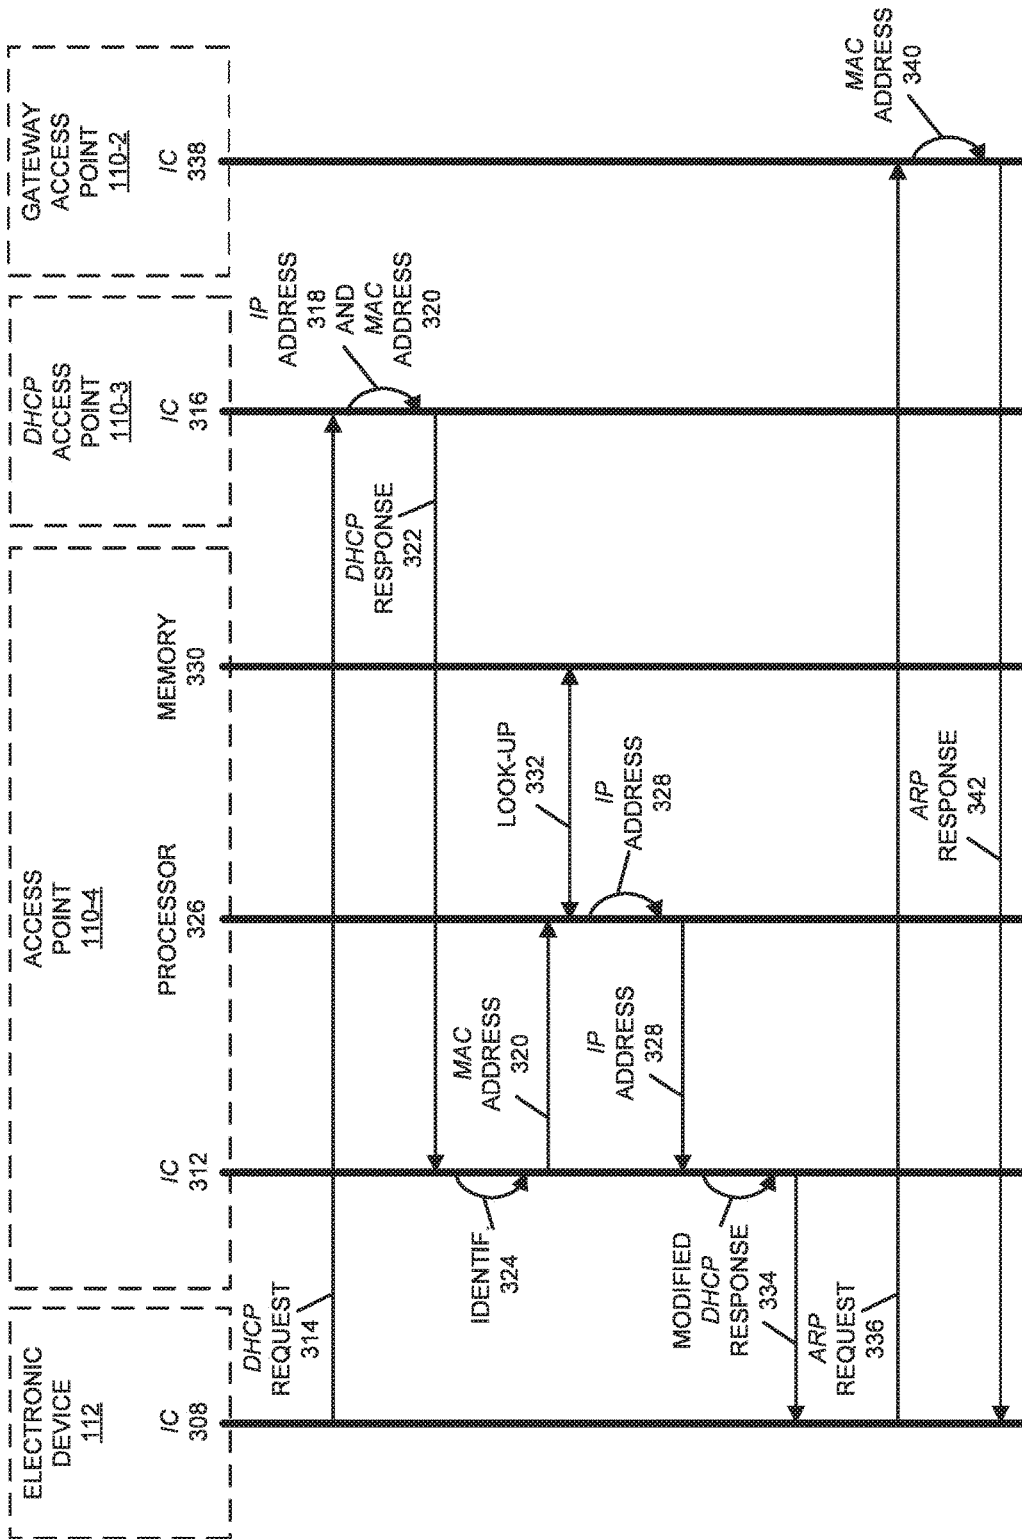 ELECTRONIC
DEVICE
112
IC
308
ACCESS
POINT
110-4
IC
312
PROCESSOR
326
MEMORY
330
DHCP
ACCESS
POINT
110-3
IC
316
GATEWAY
ACCESS
POINT
110-2
IC
338
DHCP
REQUEST
314
IP
ADDRESS
318
AND
MAC
ADDRESS
320
DHCP
RESPONSE
322
IDENTIF.
324
MAC
ADDRESS
320
LOOK-UP
332
IP
ADDRESS
328
IP
ADDRESS
328
MODIFIED
DHCP
RESPONSE
334
ARP
REQUEST
336
MAC
ADDRESS
340
ARP
RESPONSE
342